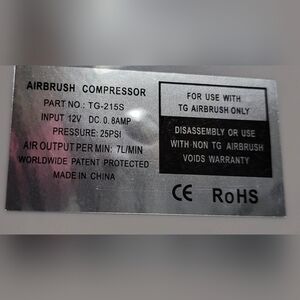 AIRBRUSH COMPRESSOR
PART NO.: TG-215S
INPUT 12V DC. 0.8AMP
PRESSURE: 25PSI
AIR OUTPUT PER MIN: 7L/MIN
WORLDWIDE PATENT PROTECTED
MADE IN CHINA
FOR USE WITH
TG AIRBRUSH ONLY
DISASSEMBLY OR USE
WITH NON TG AIRBRUSH
VOIDS WARRANTY
CE RoHS